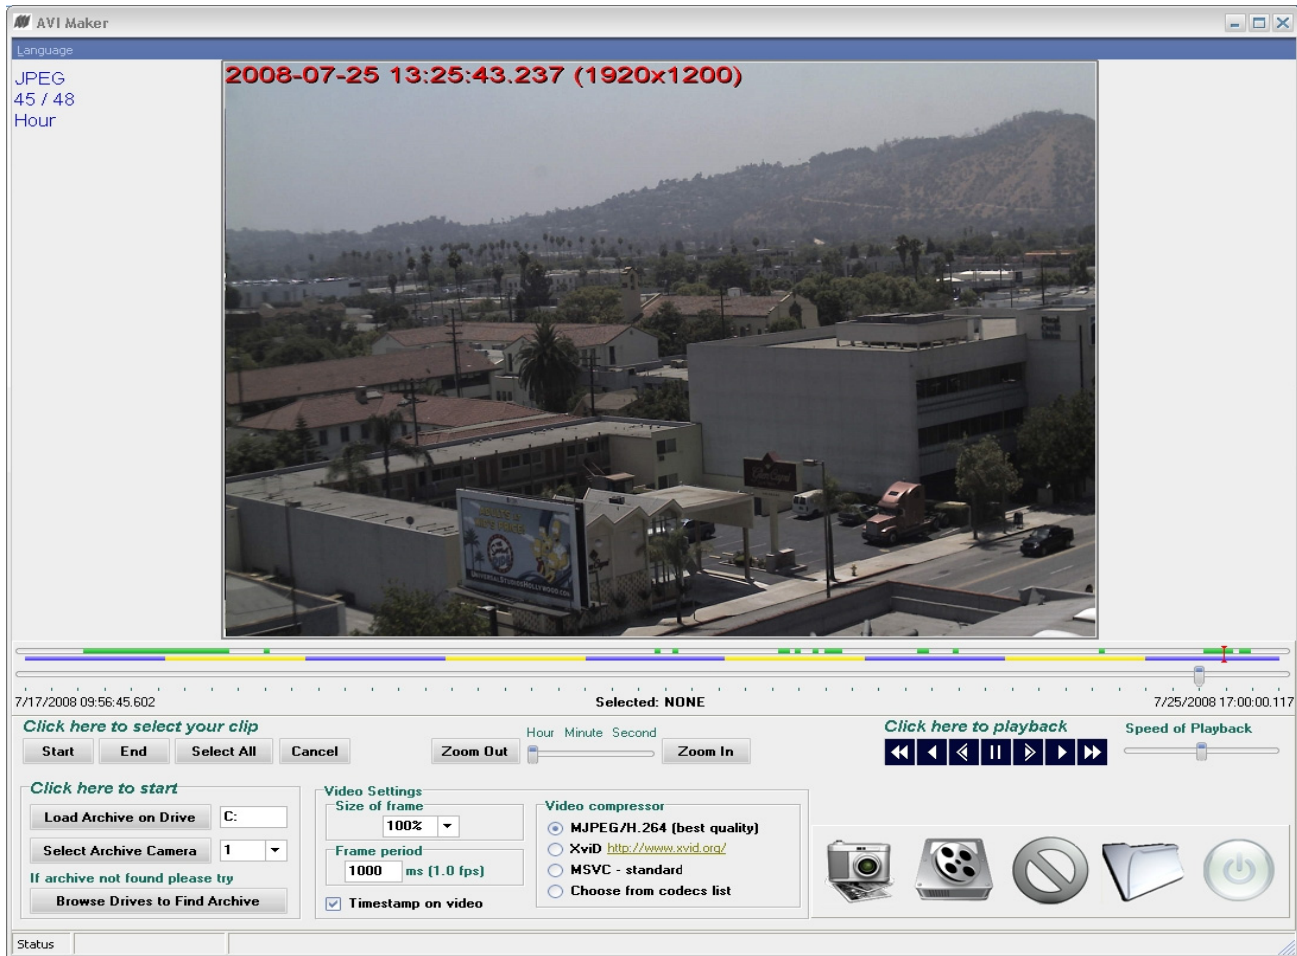 AVI Maker
Language
JPEG
45 / 48
Hour
2008-07-25 13:25:43.237 (1920x1200)
UNIVERSALSTUDIOSHOLLYWOOD.COM
7/17/2008 09:56:45.602
Selected: NONE
7/25/2008 17:00:00.117
Click here to select your clip
Start
End
Select All
Cancel
Zoom Out
Hour Minute Second
Zoom In
Click here to playback
Speed of Playback
Click here to start
Load Archive on Drive
C:
Select Archive Camera
1
If archive not found please try
Browse Drives to Find Archive
Video Settings
Size of frame
100%
Frame period
1000 ms (1.0 fps)
Timestamp on video
Video compressor
MJPEG/H.264 (best quality)
XviD http://www.xvid.org/
MSVC - standard
Choose from codecs list
Status